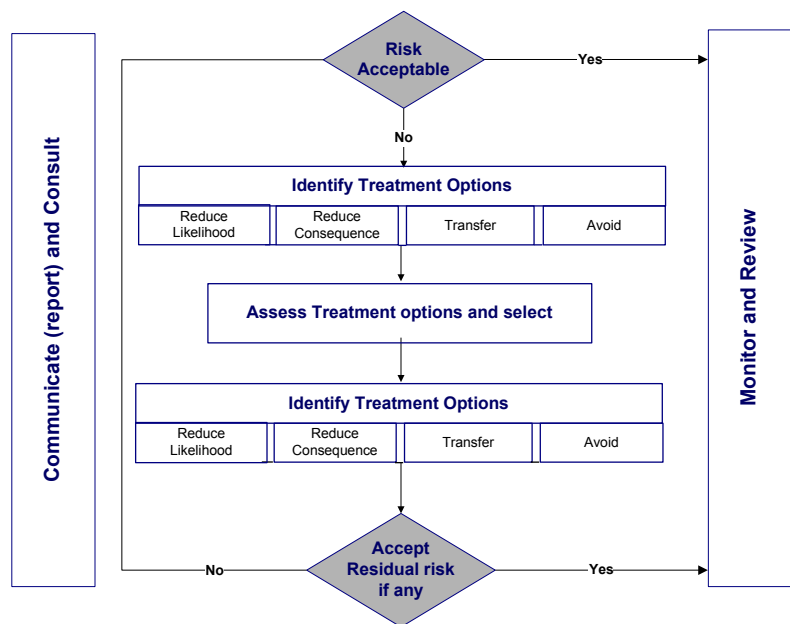 Communicate (report) and Consult
Risk
Acceptable
Yes
No
Identify Treatment Options
Reduce
Likelihood
Reduce
Consequence
Transfer
Avoid
Assess Treatment options and select
Identify Treatment Options
Reduce
Likelihood
Reduce
Consequence
Transfer
Avoid
No
Accept
Residual risk
if any
Yes
Monitor and Review